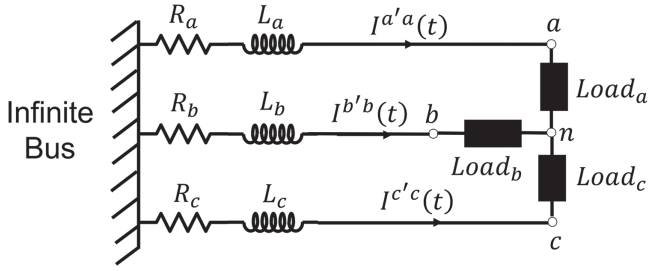 R_a L_a I^{a'a}(t) a
Infinite
Bus
Load_a
R_b L_b I^{b'b}(t) b n
Load_b
Load_c
R_c L_c I^{c'c}(t) c